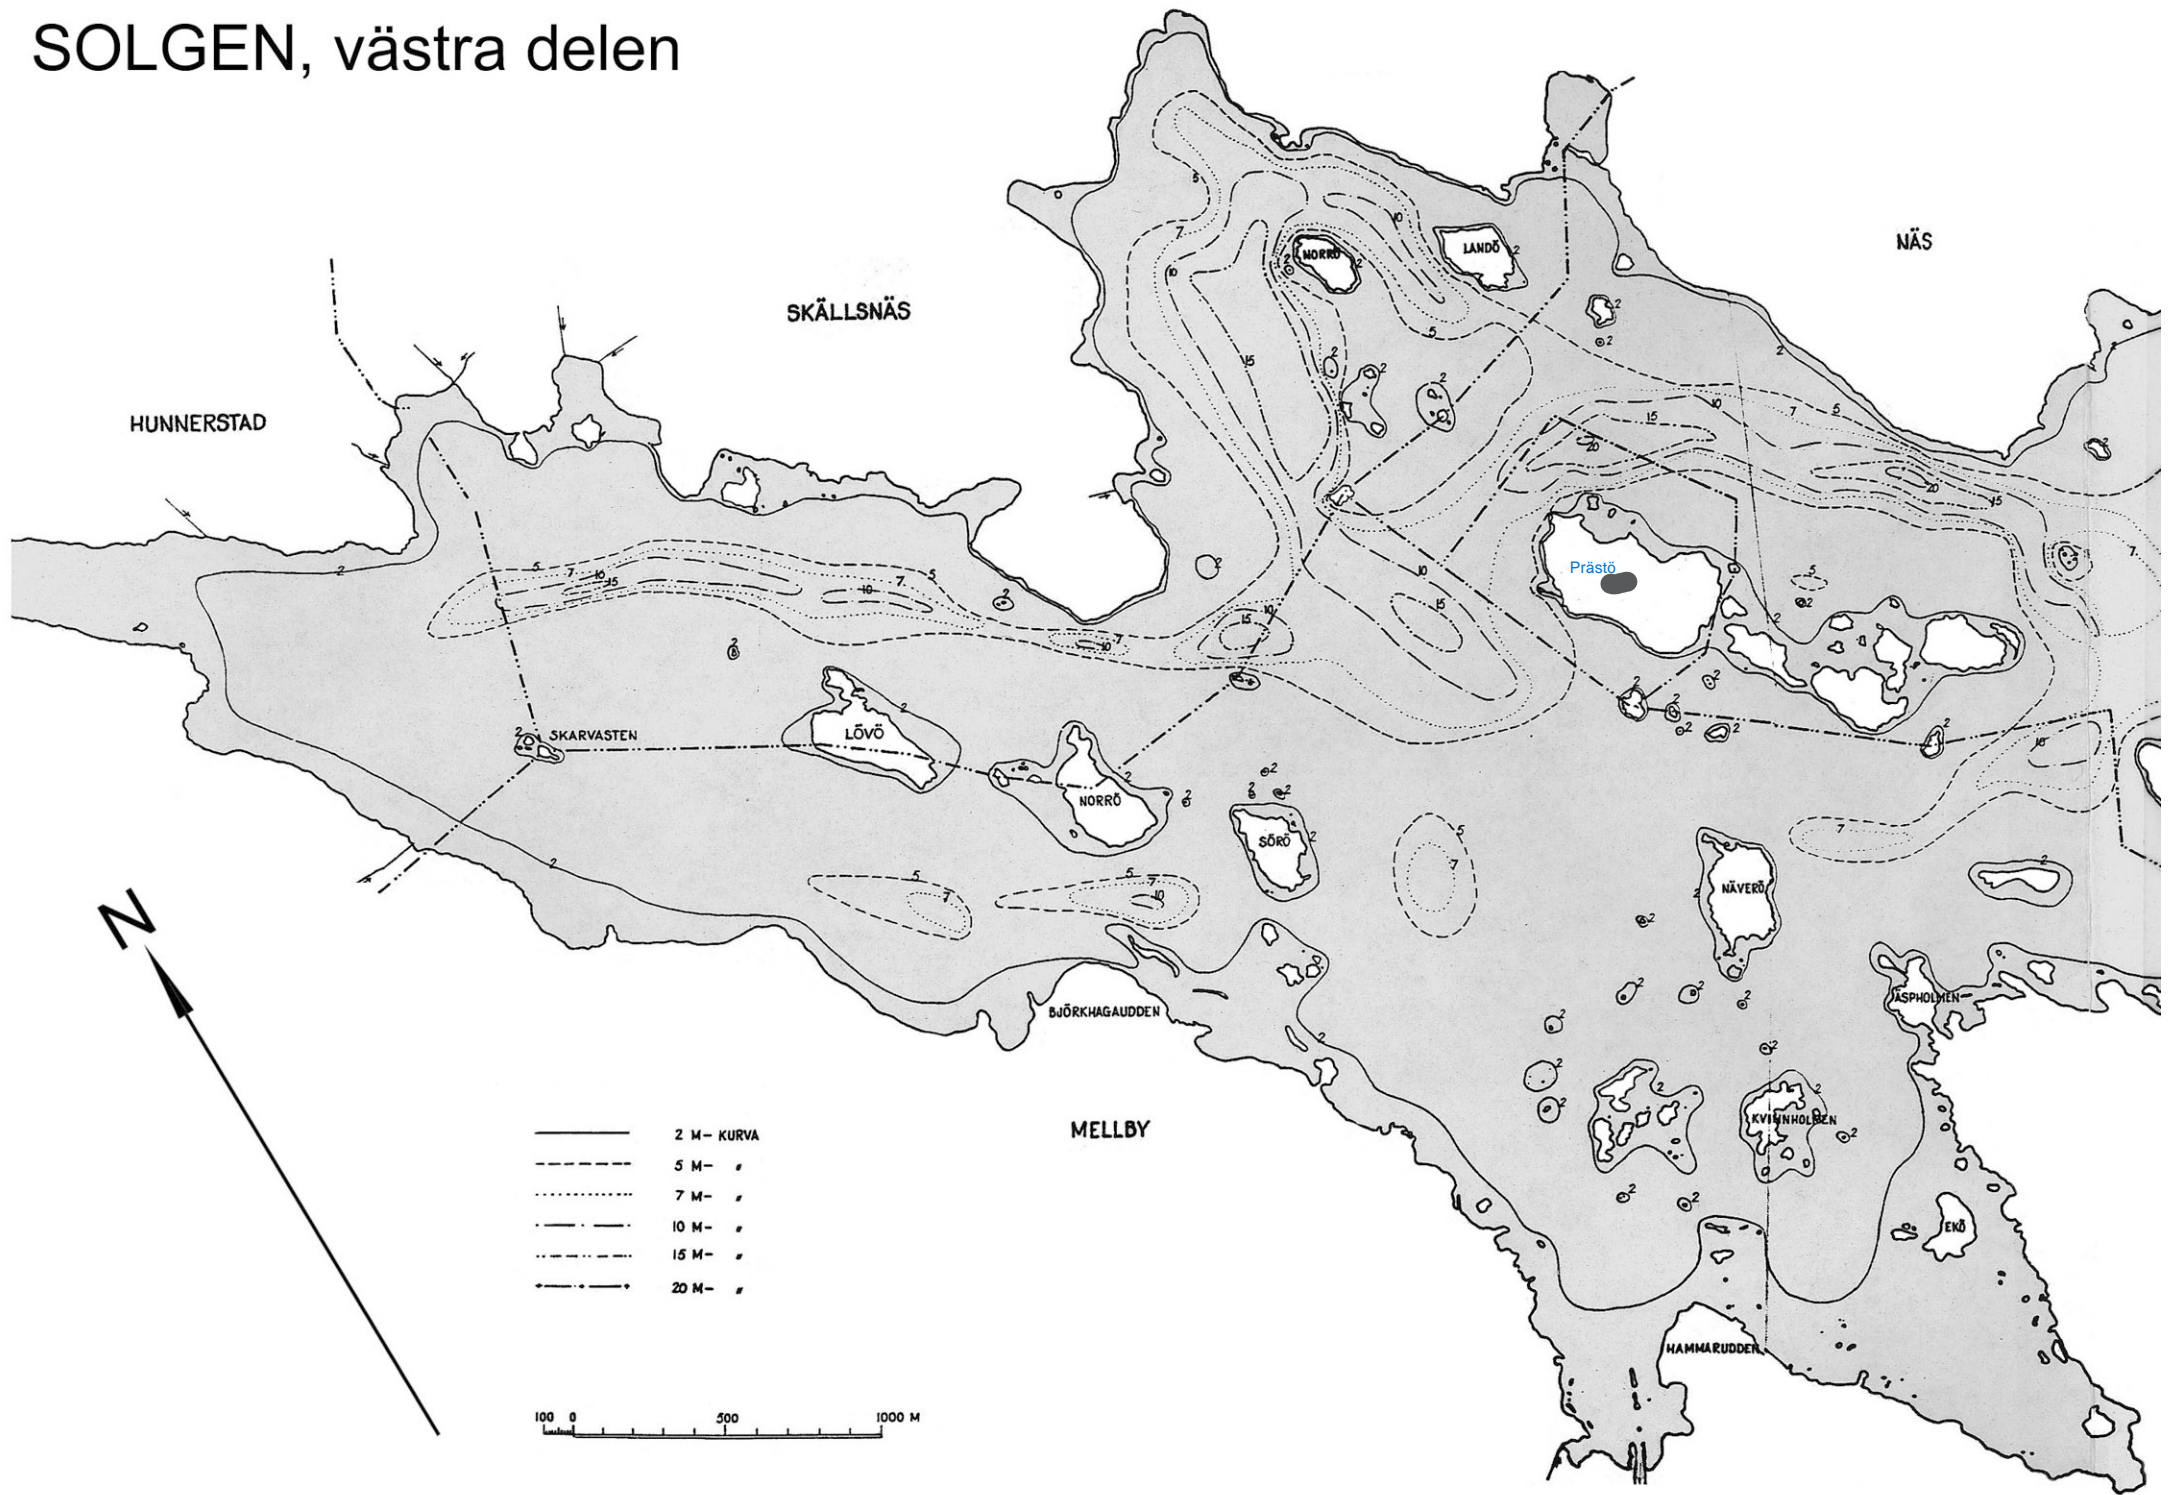 SOLGEN, västra delen
NÄS
SKÄLLSNÄS
HUNNERSTAD
NORRÖ
LANDÖ
Prästö
SKARVASTEN
LÖVÖ
NORRÖ
SÖRÖ
NÄVERÖ
N
BJÖRKHAGAUDDEN
ÄSPHOLMEN
MELLBY
KVINNHOLMEN
EKÖ
HAMMARUDDEN
2 M- KURVA
5 M- "
7 M- "
10 M- "
15 M- "
20 M- "
100 0 500 1000 M